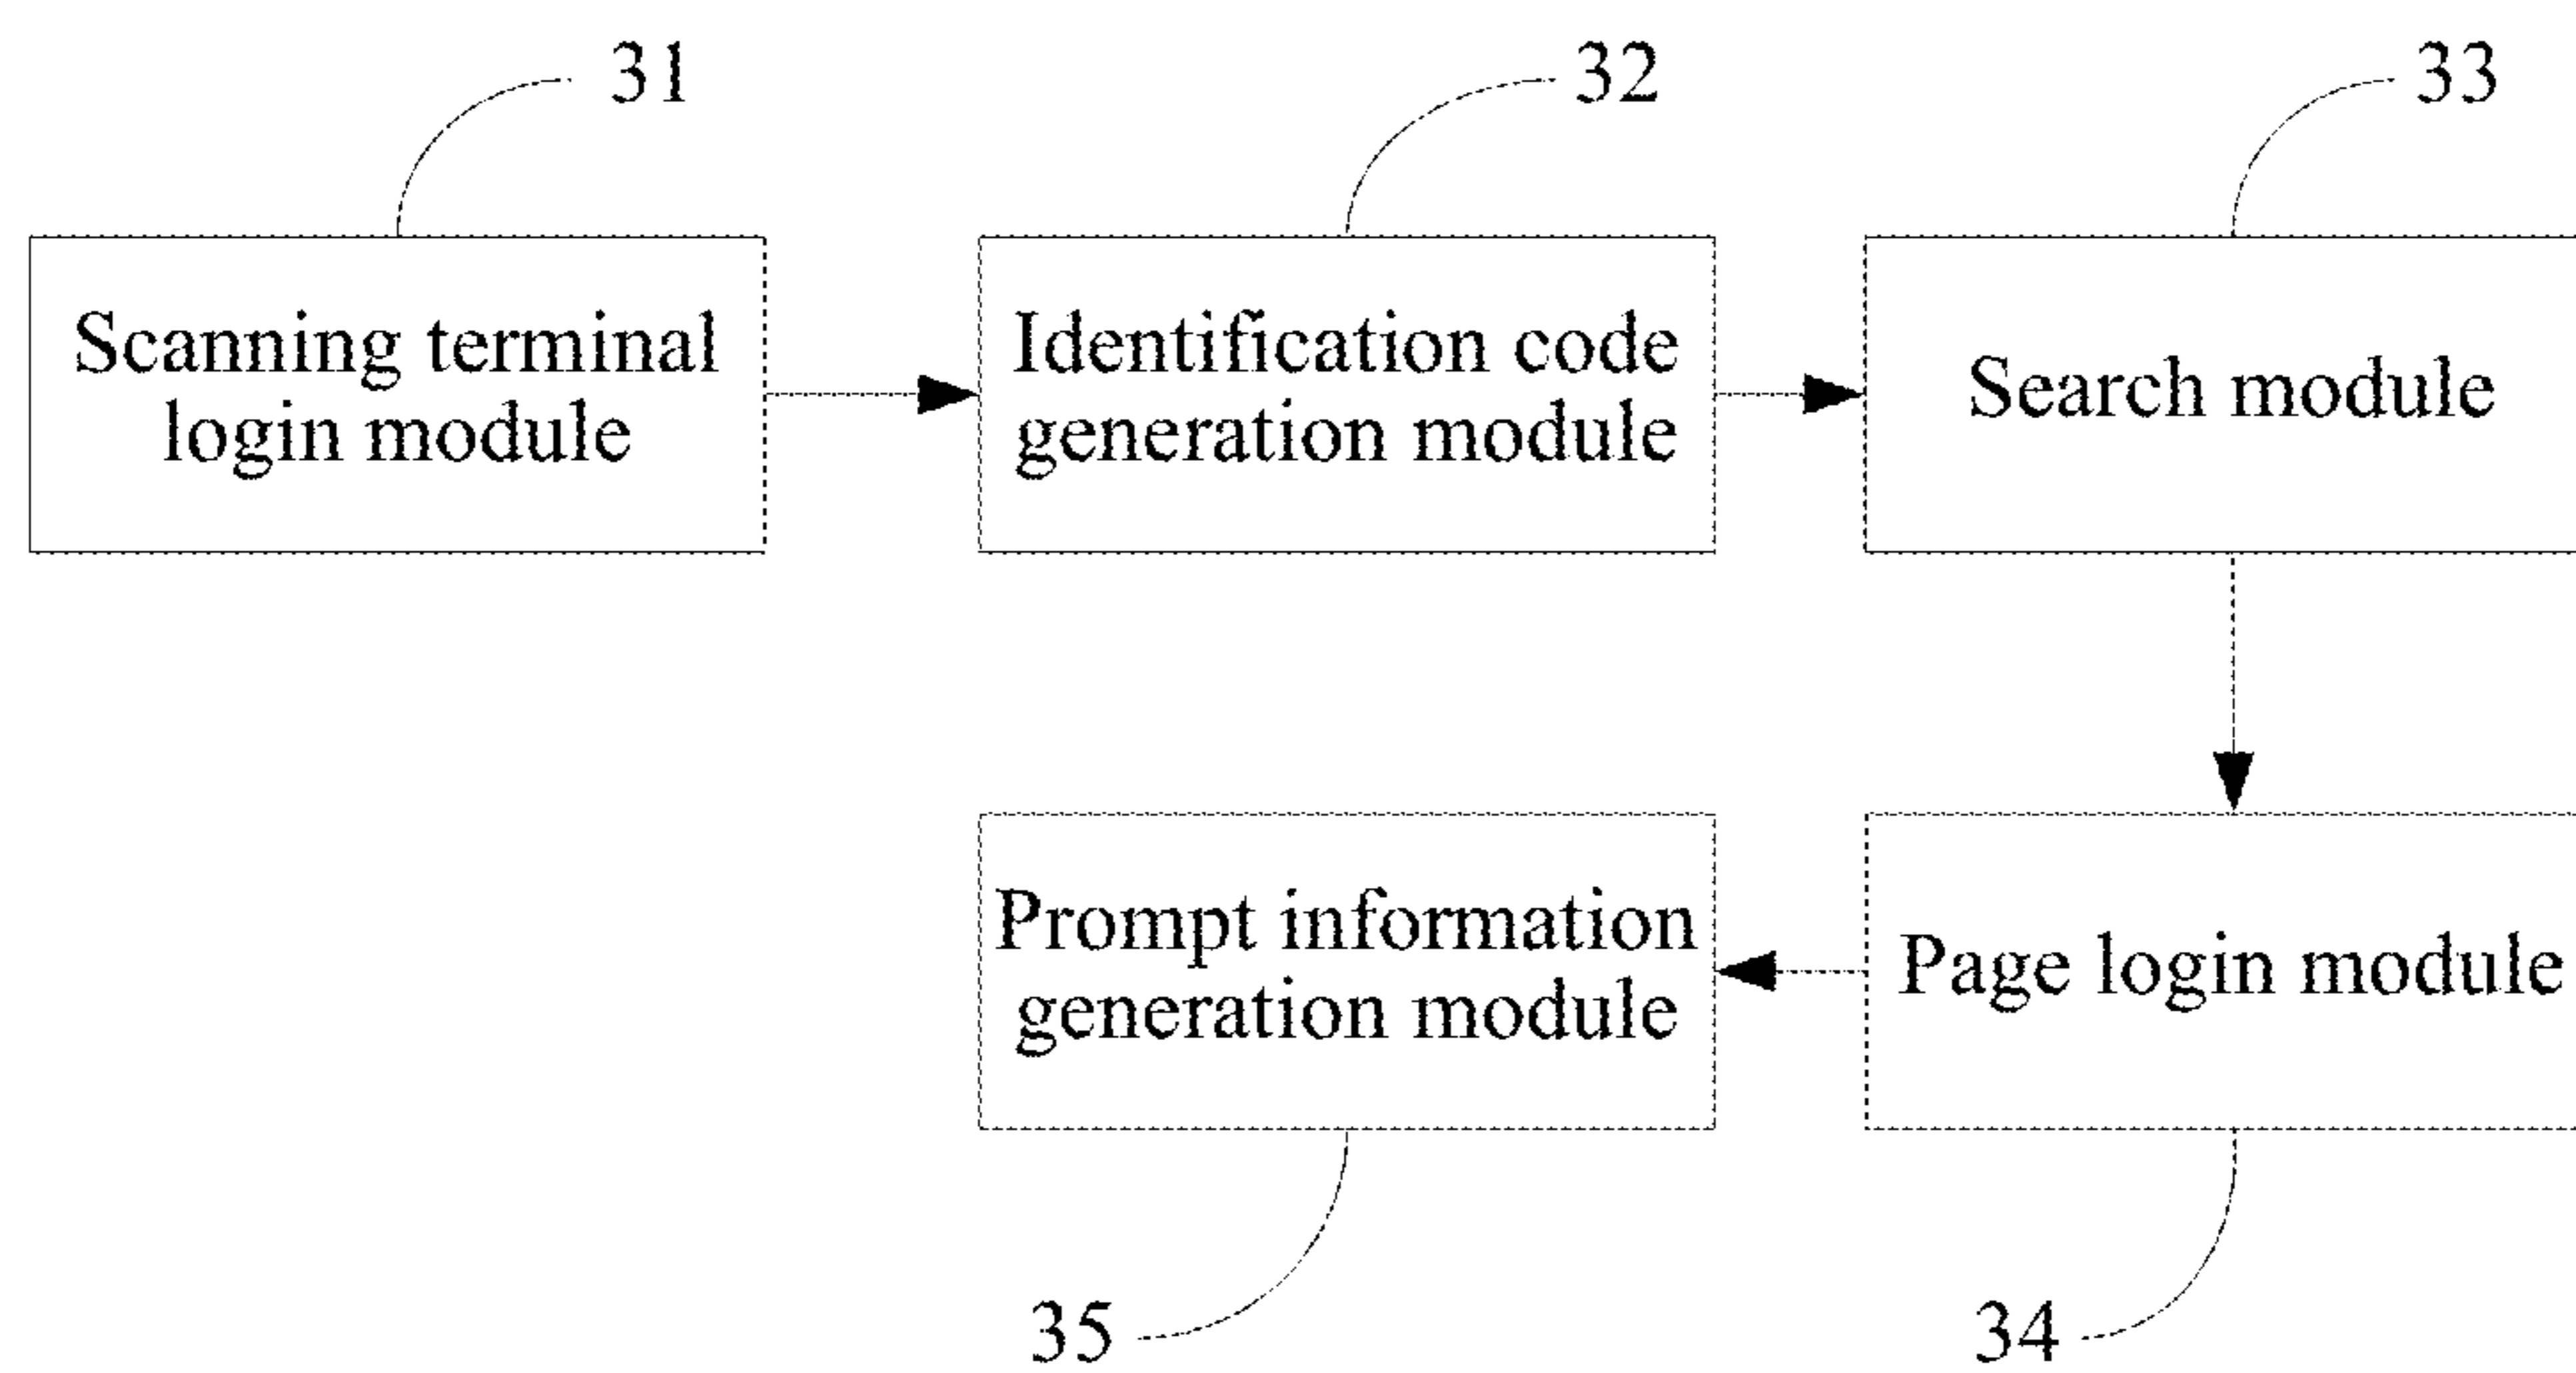 31
32
33
Scanning terminal
login module
Identification code
generation module
Search module
Prompt information
generation module
Page login module
35
34